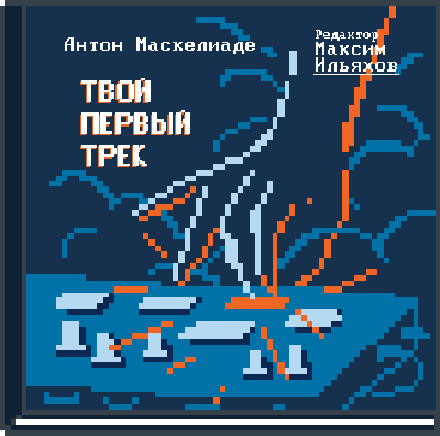 Антон Маскелиаде
Редактор
Максим
Ильяхов
ТВОЙ
ПЕРВЫЙ
ТРЕК